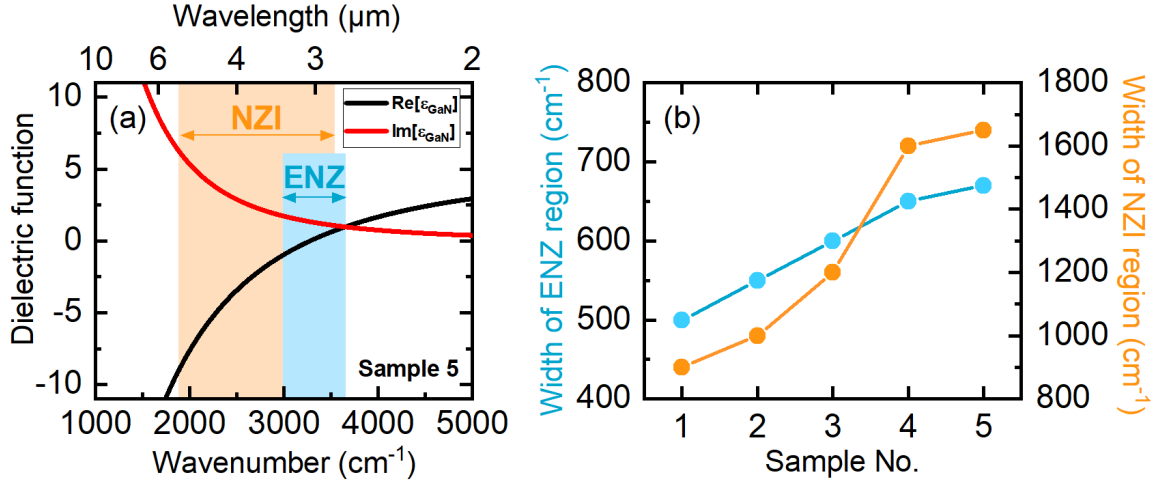 Wavelength (µm)
10 6 5 4 3 2
(a)
NZI
Re[εGaN]
Im[εGaN]
ENZ
Dielectric function
10
5
0
-5
-10
Sample 5
1000 2000 3000 4000 5000
Wavenumber (cm⁻¹)
(b)
Width of ENZ region (cm⁻¹)
800
700
600
500
400
1 2 3 4 5
Sample No.
1800
1600
1400
1200
1000
800
Width of NZI region (cm⁻¹)